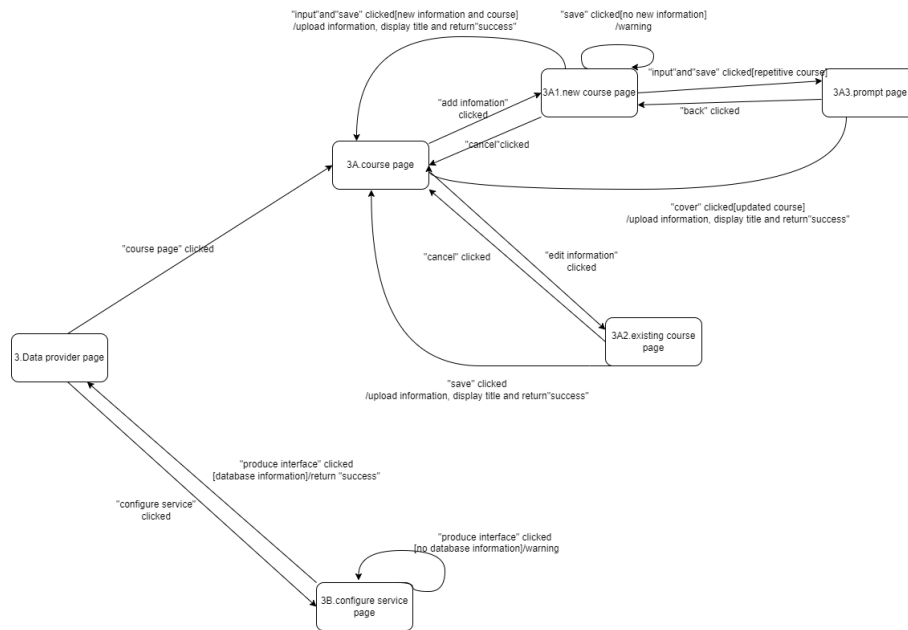 "input"and"save" clicked[new information and course]
/upload information, display title and return"success"
"save" clicked[no new information]
/warning
"input"and"save" clicked[repetitive course]
3A1.new course page
3A3.prompt page
"add infomation"
clicked
"back" clicked
"cancel"clicked
3A.course page
"cover" clicked[updated course]
/upload information, display title and return"success"
"course page" clicked
"cancel" clicked
"edit information"
clicked
3.Data provider page
3A2.existing course
page
"save" clicked
/upload information, display title and return"success"
"produce interface" clicked
[database information]/return "success"
"configure service"
clicked
"produce interface" clicked
[no database information]/warning
3B.configure service
page